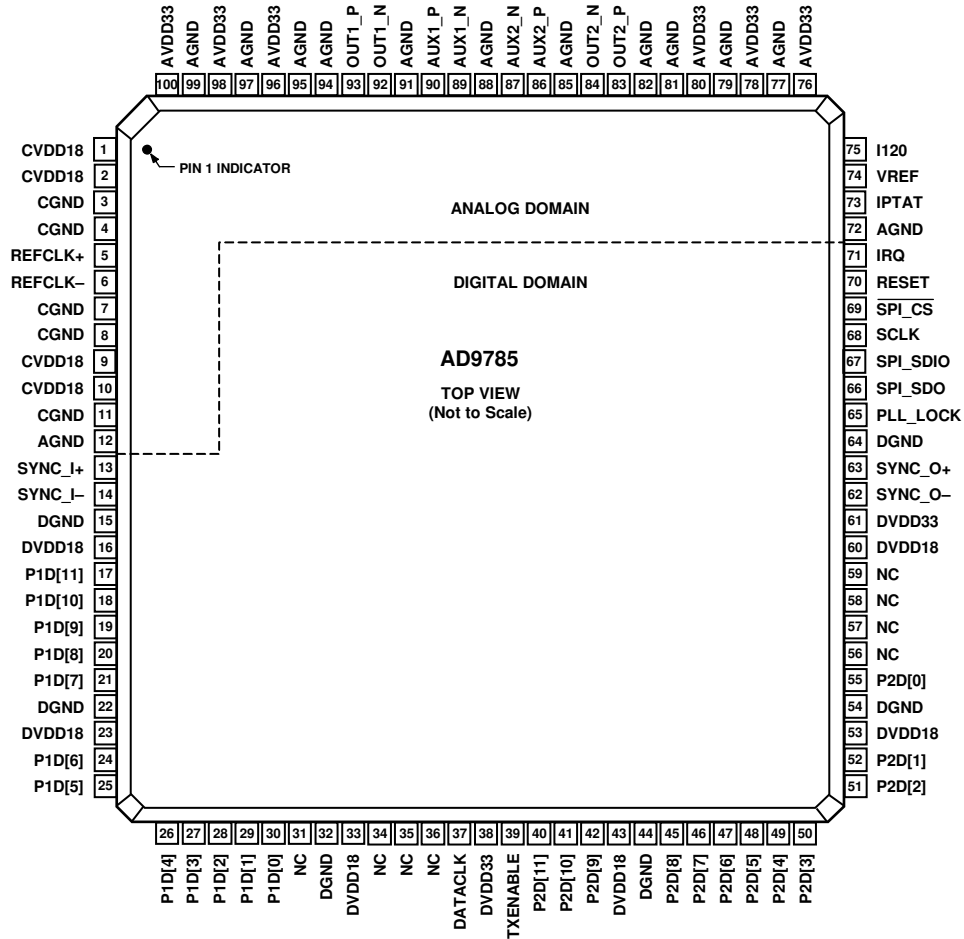 AVDD33 AGND AVDD33 AGND AVDD33 AGND AGND OUT1_P OUT1_N AGND AUX1_P AUX1_N AGND AUX2_N AUX2_P AGND OUT2_N OUT2_P AGND AGND AVDD33 AGND AVDD33 AGND AVDD33
100 99 98 97 96 95 94 93 92 91 90 89 88 87 86 85 84 83 82 81 80 79 78 77 76
CVDD18 1
CVDD18 2
CGND 3
CGND 4
REFCLK+ 5
REFCLK– 6
CGND 7
CGND 8
CVDD18 9
CVDD18 10
CGND 11
AGND 12
SYNC_I+ 13
SYNC_I– 14
DGND 15
DVDD18 16
P1D[11] 17
P1D[10] 18
P1D[9] 19
P1D[8] 20
P1D[7] 21
DGND 22
DVDD18 23
P1D[6] 24
P1D[5] 25
PIN 1 INDICATOR
ANALOG DOMAIN
DIGITAL DOMAIN
AD9785
TOP VIEW
(Not to Scale)
75 I120
74 VREF
73 IPTAT
72 AGND
71 IRQ
70 RESET
69 SPI_CS
68 SCLK
67 SPI_SDIO
66 SPI_SDO
65 PLL_LOCK
64 DGND
63 SYNC_O+
62 SYNC_O–
61 DVDD33
60 DVDD18
59 NC
58 NC
57 NC
56 NC
55 P2D[0]
54 DGND
53 DVDD18
52 P2D[1]
51 P2D[2]
26 27 28 29 30 31 32 33 34 35 36 37 38 39 40 41 42 43 44 45 46 47 48 49 50
P1D[4] P1D[3] P1D[2] P1D[1] P1D[0] NC DGND DVDD18 NC NC NC DATACLK DVDD33 TXENABLE P2D[11] P2D[10] P2D[9] DVDD18 DGND P2D[8] P2D[7] P2D[6] P2D[5] P2D[4] P2D[3]